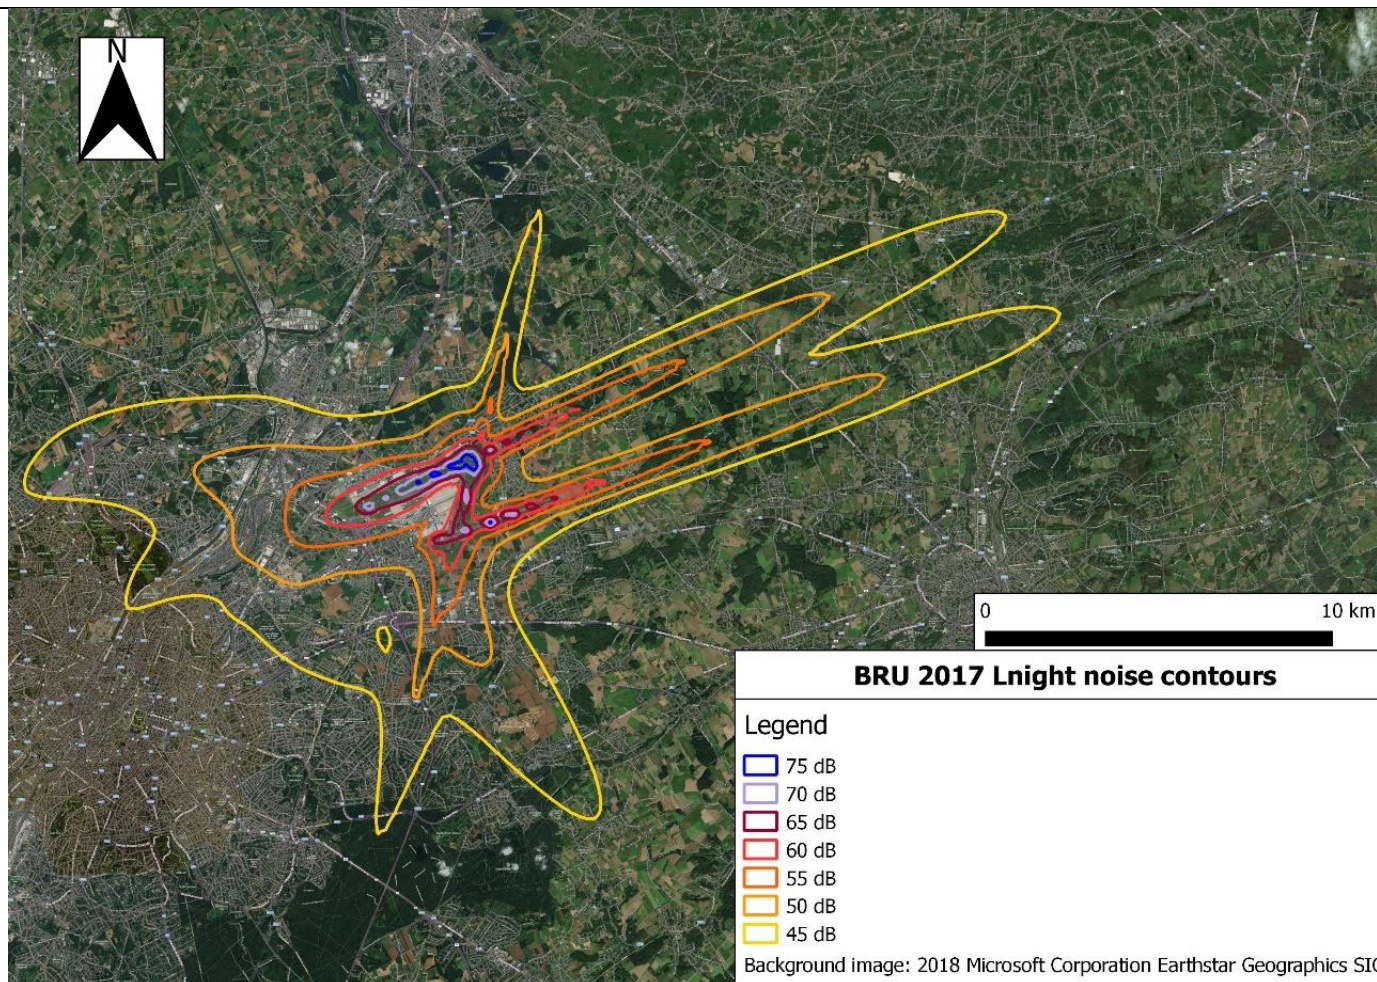 N
0 10 km
BRU 2017 Lnight noise contours
Legend
75 dB
70 dB
65 dB
60 dB
55 dB
50 dB
45 dB
Background image: 2018 Microsoft Corporation Earthstar Geographics SIO